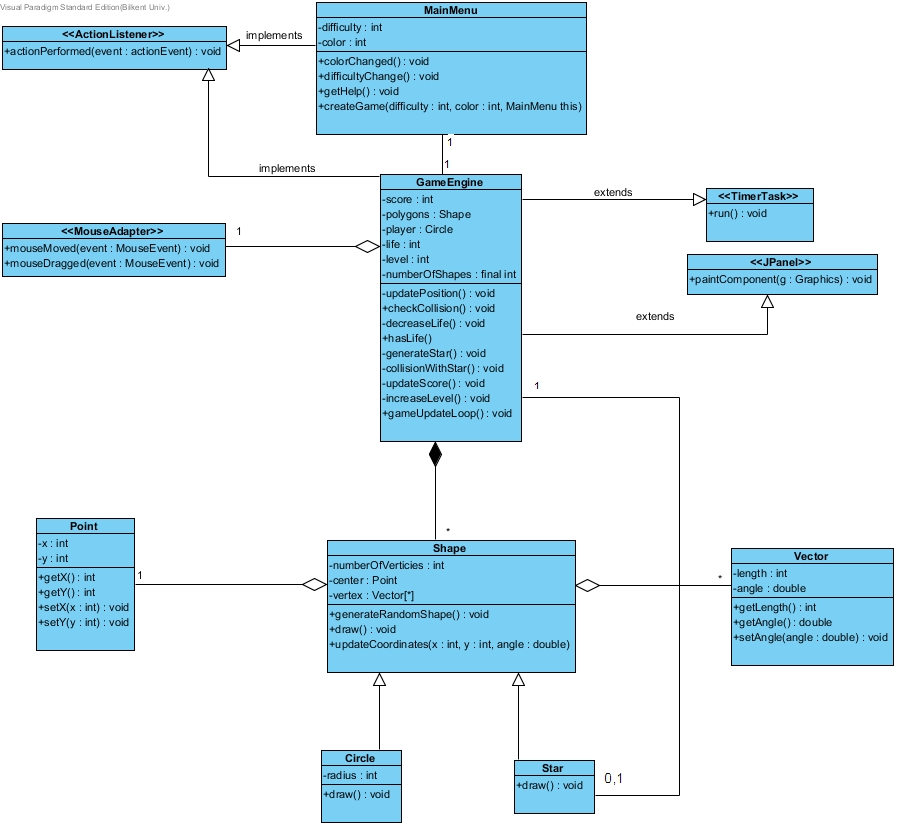 Visual Paradigm Standard Edition(Bilkent Univ.)
MainMenu
-difficulty : int
-color : int
+colorChanged() : void
+difficultyChange() : void
+getHelp() : void
+createGame(difficulty : int, color : int, MainMenu this)
<<ActionListener>>
+actionPerformed(event : actionEvent) : void
implements
1
1
implements
GameEngine
-score : int
-polygons : Shape
-player : Circle
-life : int
-level : int
-numberOfShapes : final int
-updatePosition() : void
+checkCollision() : void
-decreaseLife() : void
+hasLife()
-generateStar() : void
-collisionWithStar() : void
-updateScore() : void
-increaseLevel() : void
+gameUpdateLoop() : void
extends
<<TimerTask>>
+run() : void
<<MouseAdapter>>
+mouseMoved(event : MouseEvent) : void
+mouseDragged(event : MouseEvent) : void
1
<<JPanel>>
+paintComponent(g : Graphics) : void
extends
1
*
Point
-x : int
-y : int
+getX() : int
+getY() : int
+setX(x : int) : void
+setY(y : int) : void
1
Shape
-numberOfVerticies : int
-center : Point
-vertex : Vector[*]
+generateRandomShape() : void
+draw() : void
+updateCoordinates(x : int, y : int, angle : double)
*
Vector
-length : int
-angle : double
+getLength() : int
+getAngle() : double
+setAngle(angle : double) : void
Circle
-radius : int
+draw() : void
Star
+draw() : void
0,1